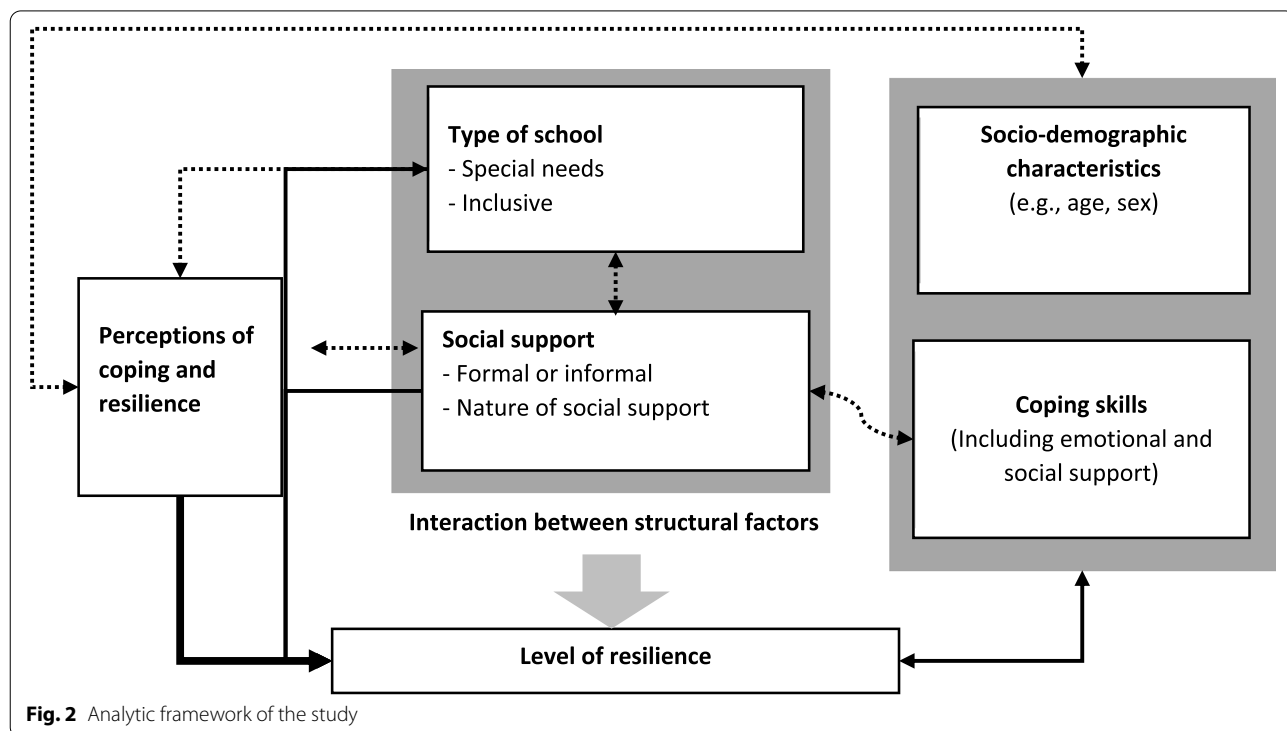 Type of school
- Special needs
- Inclusive
Socio-demographic
characteristics
(e.g., age, sex)
Perceptions of
coping and
resilience
Social support
- Formal or informal
- Nature of social support
Coping skills
(Including emotional and
social support)
Interaction between structural factors
Level of resilience
Fig. 2 Analytic framework of the study